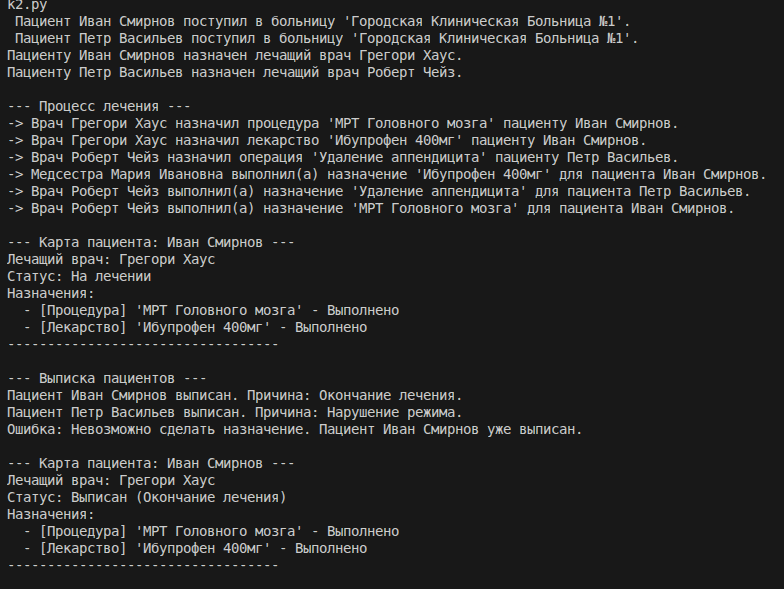 k2.py
Пациент Иван Смирнов поступил в больницу 'Городская Клиническая Больница №1'.
Пациент Петр Васильев поступил в больницу 'Городская Клиническая Больница №1'.
Пациенту Иван Смирнов назначен лечащий врач Грегори Хаус.
Пациенту Петр Васильев назначен лечащий врач Роберт Чейз.

--- Процесс лечения ---
-> Врач Грегори Хаус назначил процедура 'МРТ Головного мозга' пациенту Иван Смирнов.
-> Врач Грегори Хаус назначил лекарство 'Ибупрофен 400мг' пациенту Иван Смирнов.
-> Врач Роберт Чейз назначил операция 'Удаление аппендицита' пациенту Петр Васильев.
-> Медсестра Мария Ивановна выполнил(а) назначение 'Ибупрофен 400мг' для пациента Иван Смирнов.
-> Врач Роберт Чейз выполнил(а) назначение 'Удаление аппендицита' для пациента Петр Васильев.
-> Врач Роберт Чейз выполнил(а) назначение 'МРТ Головного мозга' для пациента Иван Смирнов.

--- Карта пациента: Иван Смирнов ---
Лечащий врач: Грегори Хаус
Статус: На лечении
Назначения:
  - [Процедура] 'МРТ Головного мозга' - Выполнено
  - [Лекарство] 'Ибупрофен 400мг' - Выполнено
----------------------------------

--- Выписка пациентов ---
Пациент Иван Смирнов выписан. Причина: Окончание лечения.
Пациент Петр Васильев выписан. Причина: Нарушение режима.
Ошибка: Невозможно сделать назначение. Пациент Иван Смирнов уже выписан.

--- Карта пациента: Иван Смирнов ---
Лечащий врач: Грегори Хаус
Статус: Выписан (Окончание лечения)
Назначения:
  - [Процедура] 'МРТ Головного мозга' - Выполнено
  - [Лекарство] 'Ибупрофен 400мг' - Выполнено
----------------------------------